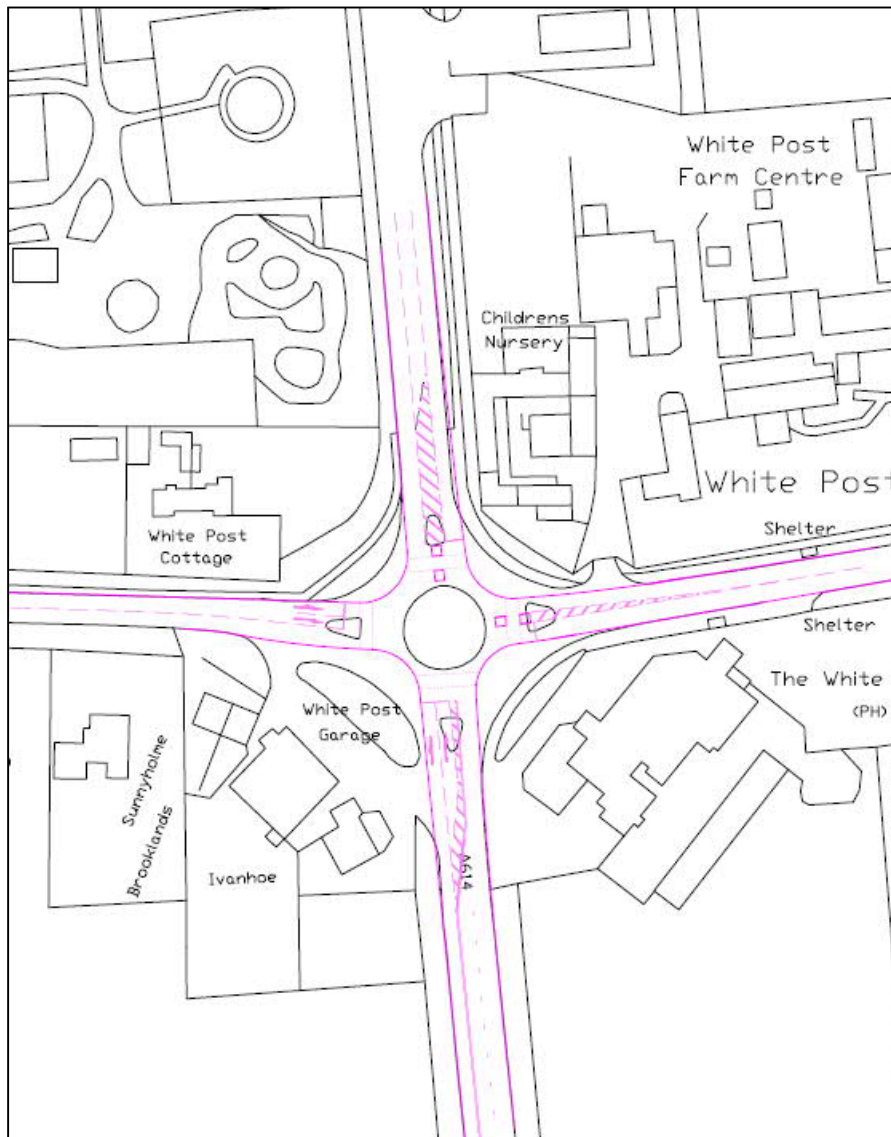 White Post
Farm Centre
Childrens
Nursery
White Post
White Post
Cottage
Shelter
Shelter
The White
(PH)
White Post
Garage
Sunnyholme
Brooklands
Ivanhoe
A614